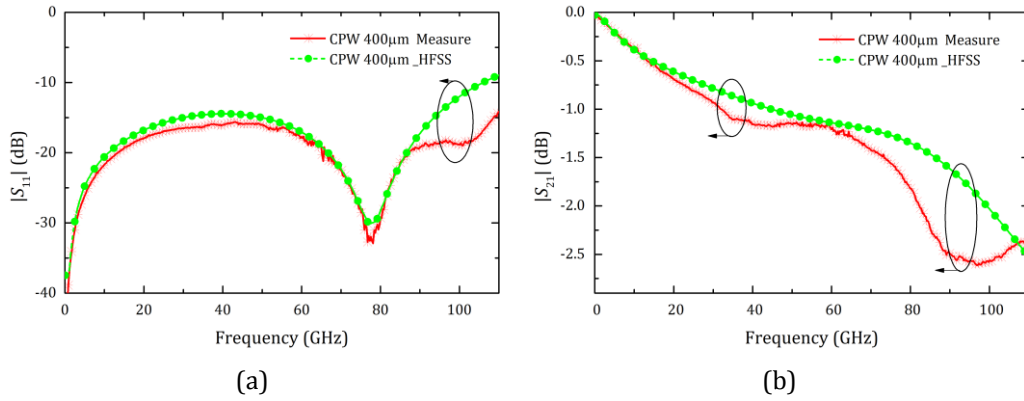 CPW 400μm Measure
CPW 400μm _HFSS
|S11| (dB)
0
-10
-20
-30
-40
0 20 40 60 80 100
Frequency (GHz)
(a)
CPW 400μm Measure
CPW 400μm _HFSS
|S21| (dB)
0.0
-0.5
-1.0
-1.5
-2.0
-2.5
0 20 40 60 80 100
Frequency (GHz)
(b)